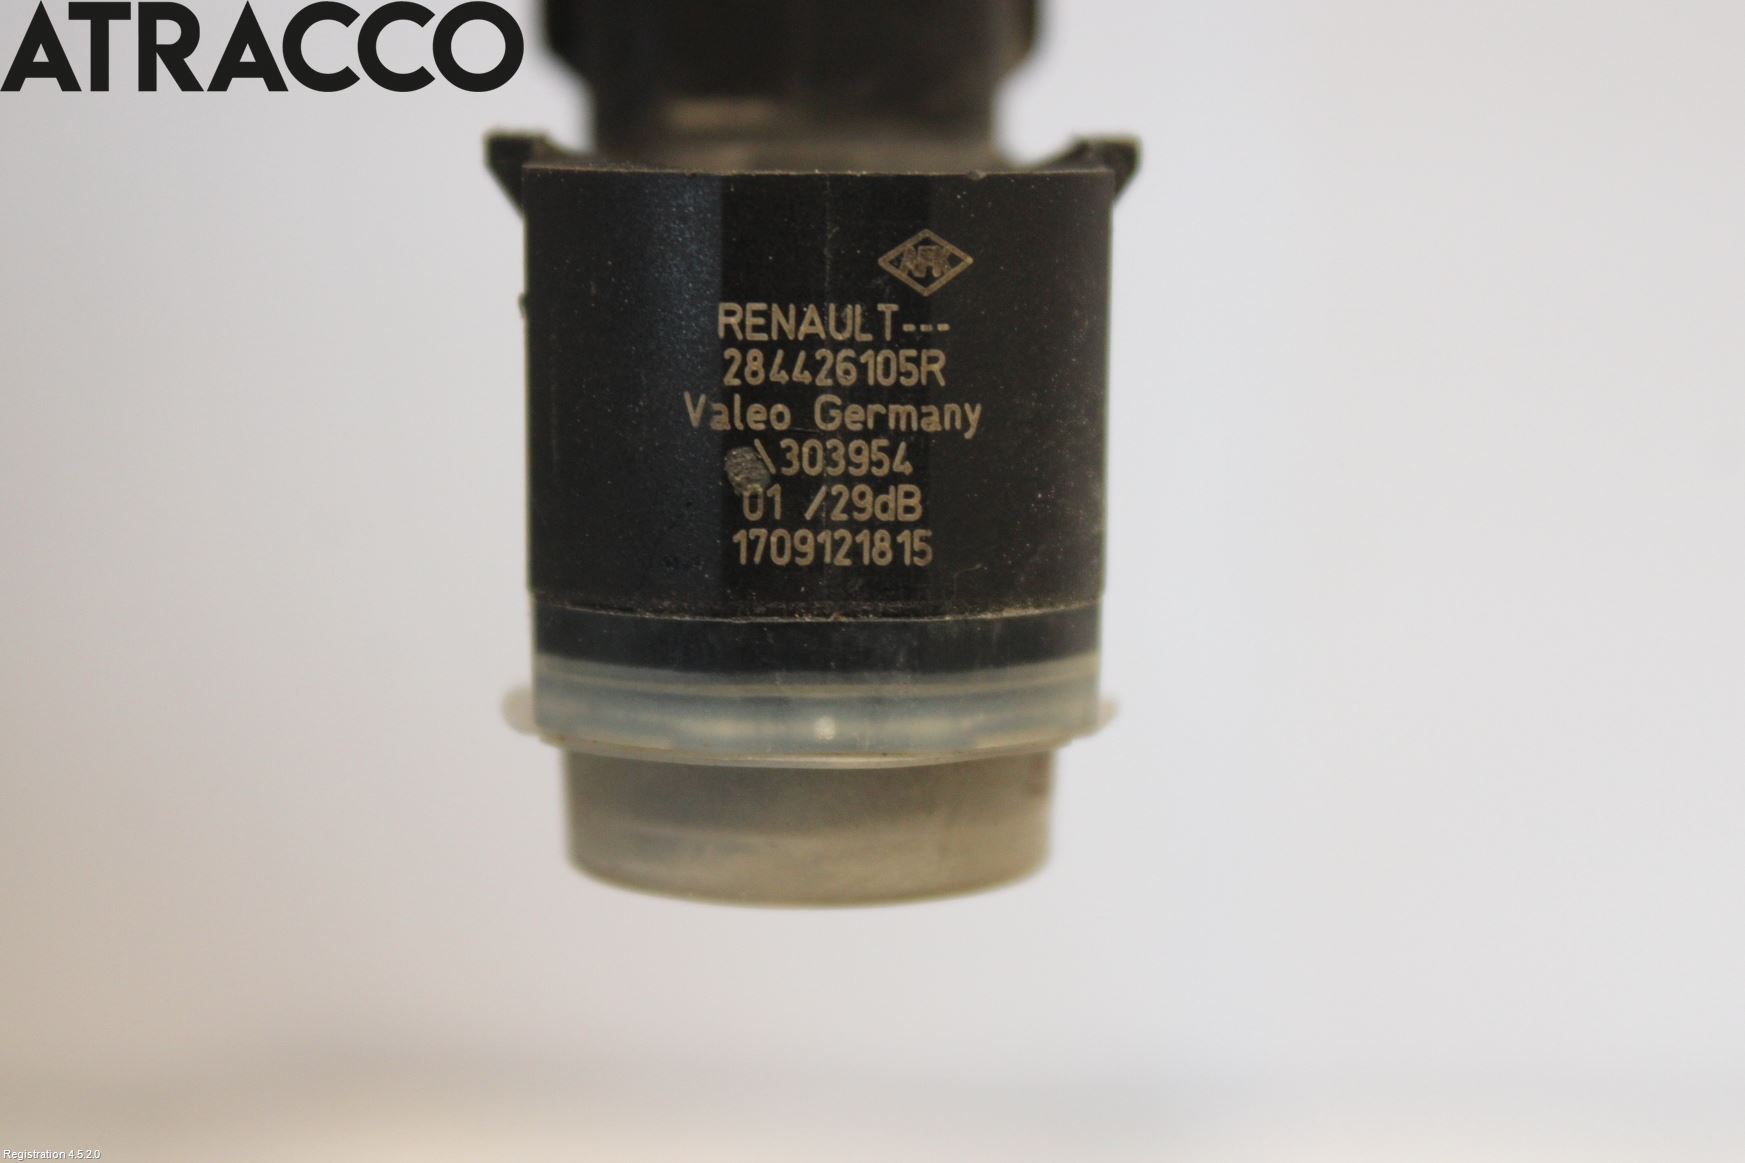 ATRACCO
RENAULT---
284426105R
Valeo Germany
\303954
01 /29dB
1709121815
Registration 4.5.2.0